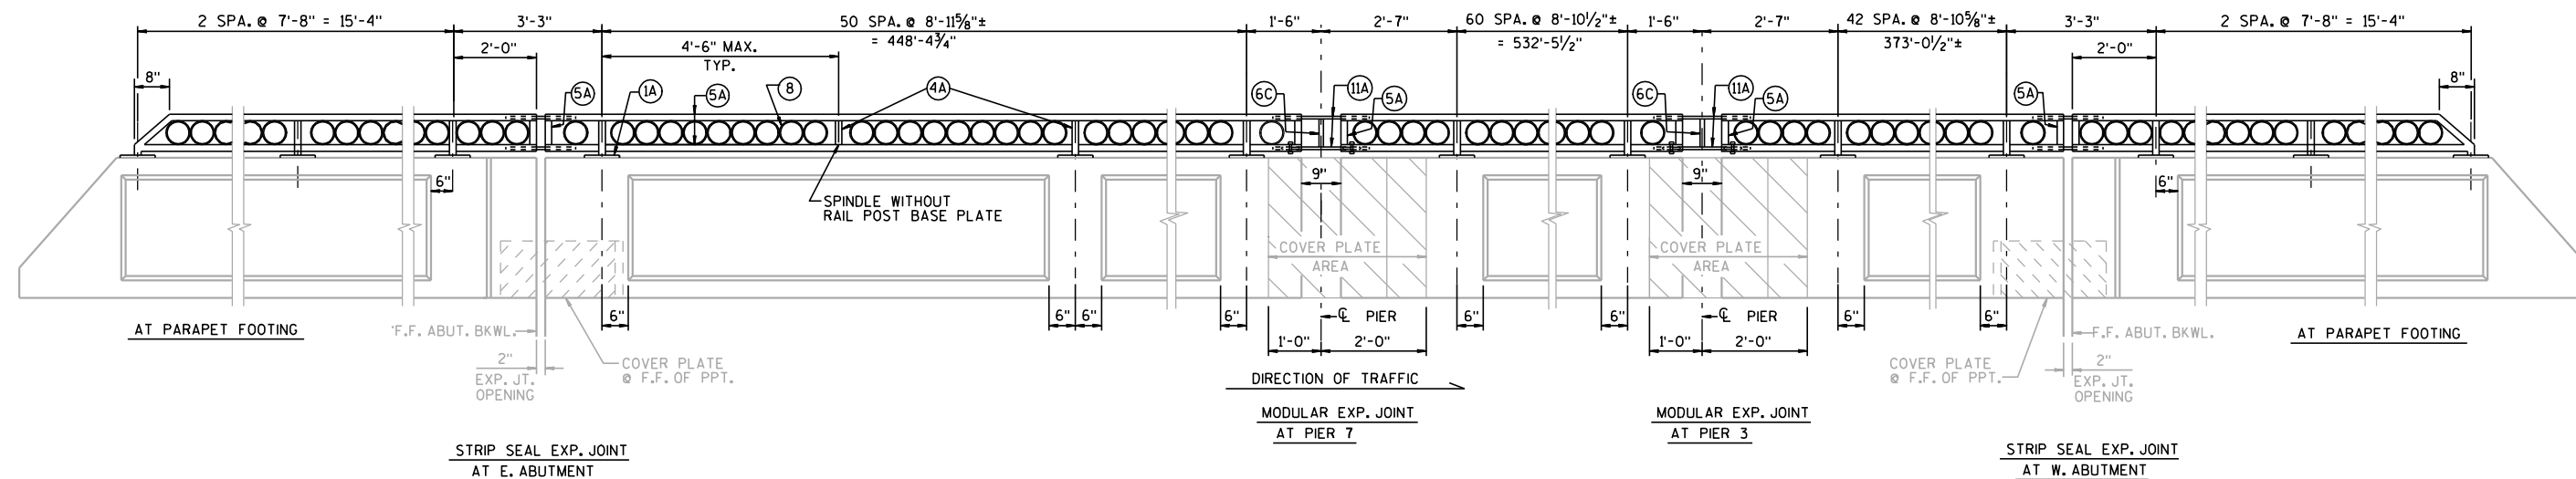 2 SPA. @ 7'-8" = 15'-4"
3'-3"
50 SPA. @ 8'-11⅝"±
= 448'-4¾"
1'-6"
2'-7"
60 SPA. @ 8'-10½"±
= 532'-5½"
1'-6"
2'-7"
42 SPA. @ 8'-10⅝"±
373'-0½"±
3'-3"
2 SPA. @ 7'-8" = 15'-4"
2'-0"
4'-6" MAX.
TYP.
2'-0"
8"
5A
1A
5A
8
4A
6C
11A
5A
6C
11A
5A
5A
8"
6"
SPINDLE WITHOUT
RAIL POST BASE PLATE
9"
9"
6"
COVER PLATE
AREA
COVER PLATE
AREA
6"
6"
6"
6"
6"
6"
6"
6"
℄ PIER
℄ PIER
1'-0"
2'-0"
1'-0"
2'-0"
AT PARAPET FOOTING
F.F. ABUT. BKWL.
2"
EXP. JT.
OPENING
COVER PLATE
@ F.F. OF PPT.
DIRECTION OF TRAFFIC
COVER PLATE
@ F.F. OF PPT.
F.F. ABUT. BKWL.
2"
EXP. JT.
OPENING
AT PARAPET FOOTING
MODULAR EXP. JOINT
AT PIER 7
MODULAR EXP. JOINT
AT PIER 3
STRIP SEAL EXP. JOINT
AT E. ABUTMENT
STRIP SEAL EXP. JOINT
AT W. ABUTMENT